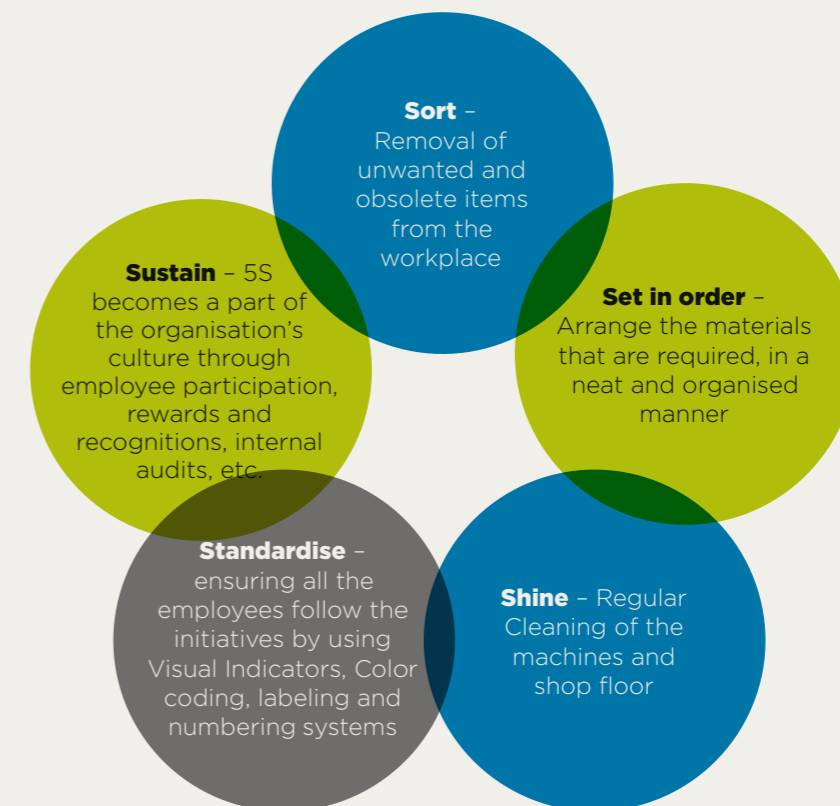 Sort –
Removal of
unwanted and
obsolete items
from the
workplace
Set in order –
Arrange the materials
that are required, in a
neat and organised
manner
Shine – Regular
Cleaning of the
machines and
shop floor
Standardise –
ensuring all the
employees follow the
initiatives by using
Visual Indicators, Color
coding, labeling and
numbering systems
Sustain – 5S
becomes a part of
the organisation’s
culture through
employee participation,
rewards and
recognitions, internal
audits, etc.